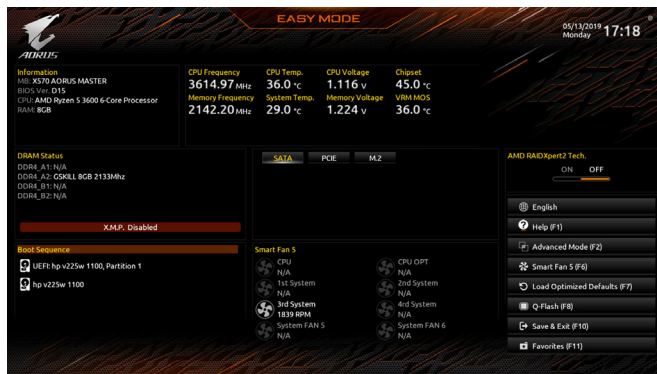 EASY MODE
05/13/2019 17:18
Monday
AORUS
Information
MB: X570 AORUS MASTER
BIOS Ver. D15
CPU: AMD Ryzen 5 3600 6-Core Processor
RAM: 8GB
CPU Frequency CPU Temp. CPU Voltage Chipset
3614.97 MHz 36.0 °C 1.116 V 45.0 °C
Memory Frequency System Temp. Memory Voltage VRM MOS
2142.20 MHz 29.0 °C 1.224 V 36.0 °C
DRAM Status
DDR4_A1: N/A
DDR4_A2: GSKILL 8GB 2133Mhz
DDR4_B1: N/A
DDR4_B2: N/A
X.M.P. Disabled
SATA PCIE M.2
AMD RAIDXpert2 Tech.
ON OFF
Boot Sequence
UEFI: hp v225w 1100, Partition 1
hp v225w 1100
Smart Fan 5
CPU
N/A
CPU OPT
N/A
1st System
N/A
2nd System
N/A
3rd System
1839 RPM
4rd System
N/A
System FAN 5
N/A
System FAN 6
N/A
English
Help (F1)
Advanced Mode (F2)
Smart Fan 5 (F6)
Load Optimized Defaults (F7)
Q-Flash (F8)
Save & Exit (F10)
Favorites (F11)